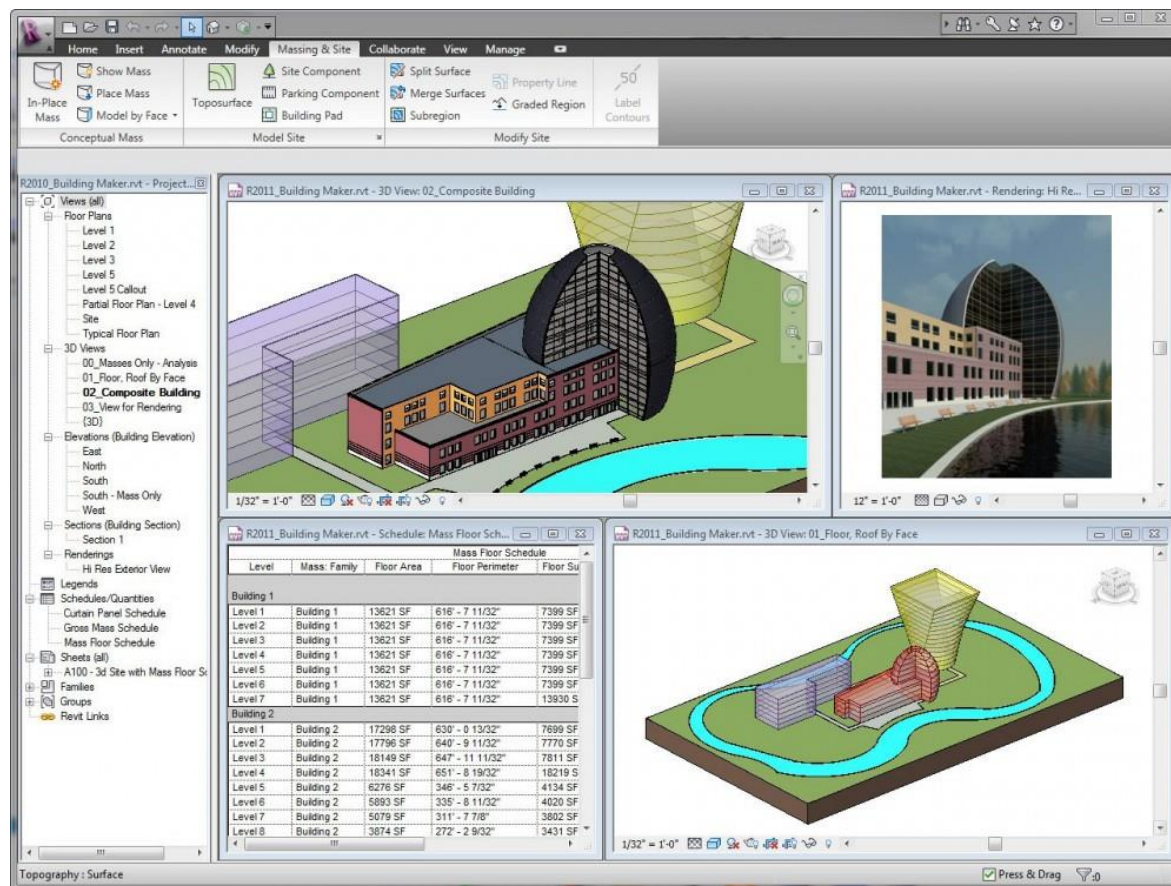 Home Insert Annotate Modify Massing & Site Collaborate View Manage
Show Mass
Place Mass
Model by Face
In-Place
Mass
Conceptual Mass
Toposurface
Site Component
Parking Component
Building Pad
Model Site
Split Surface
Merge Surfaces
Subregion
Property Line
Graded Region
50
Label
Contours
Modify Site
R2010_Building Maker.rvt - Project...
Views (all)
Floor Plans
Level 1
Level 2
Level 3
Level 5
Level 5 Callout
Partial Floor Plan - Level 4
Site
Typical Floor Plan
3D Views
00_Masses Only - Analysis
01_Floor, Roof By Face
02_Composite Building
03_View for Rendering
{3D}
Elevations (Building Elevation)
East
North
South
South - Mass Only
West
Sections (Building Section)
Section 1
Renderings
Hi Res Exterior View
Legends
Schedules/Quantities
Curtain Panel Schedule
Gross Mass Schedule
Mass Floor Schedule
Sheets (all)
A100 - 3d Site with Mass Floor Sc
Families
Groups
Revit Links
R2011_Building Maker.rvt - 3D View: 02_Composite Building
1/32" = 1'-0"
R2011_Building Maker.rvt - Rendering: Hi Re...
12" = 1'-0"
R2011_Building Maker.rvt - Schedule: Mass Floor Sch...
Mass Floor Schedule
Level Mass: Family Floor Area Floor Perimeter Floor Su
Building 1
Level 1 Building 1 13621 SF 616' - 7 11/32" 7399 SF
Level 2 Building 1 13621 SF 616' - 7 11/32" 7399 SF
Level 3 Building 1 13621 SF 616' - 7 11/32" 7399 SF
Level 4 Building 1 13621 SF 616' - 7 11/32" 7399 SF
Level 5 Building 1 13621 SF 616' - 7 11/32" 7399 SF
Level 6 Building 1 13621 SF 616' - 7 11/32" 7399 SF
Level 7 Building 1 13621 SF 616' - 7 11/32" 13930 S
Building 2
Level 1 Building 2 17298 SF 630' - 0 13/32" 7699 SF
Level 2 Building 2 17796 SF 640' - 9 11/32" 7770 SF
Level 3 Building 2 18149 SF 647' - 11 11/32" 7811 SF
Level 4 Building 2 18341 SF 651' - 8 19/32" 18219 S
Level 5 Building 2 6276 SF 346' - 5 7/32" 4134 SF
Level 6 Building 2 5893 SF 335' - 8 11/32" 4020 SF
Level 7 Building 2 5079 SF 311' - 7 7/8" 3802 SF
Level 8 Building 2 3874 SF 272' - 2 9/32" 3431 SF
R2011_Building Maker.rvt - 3D View: 01_Floor, Roof By Face
1/32" = 1'-0"
Topography : Surface
Press & Drag
:0